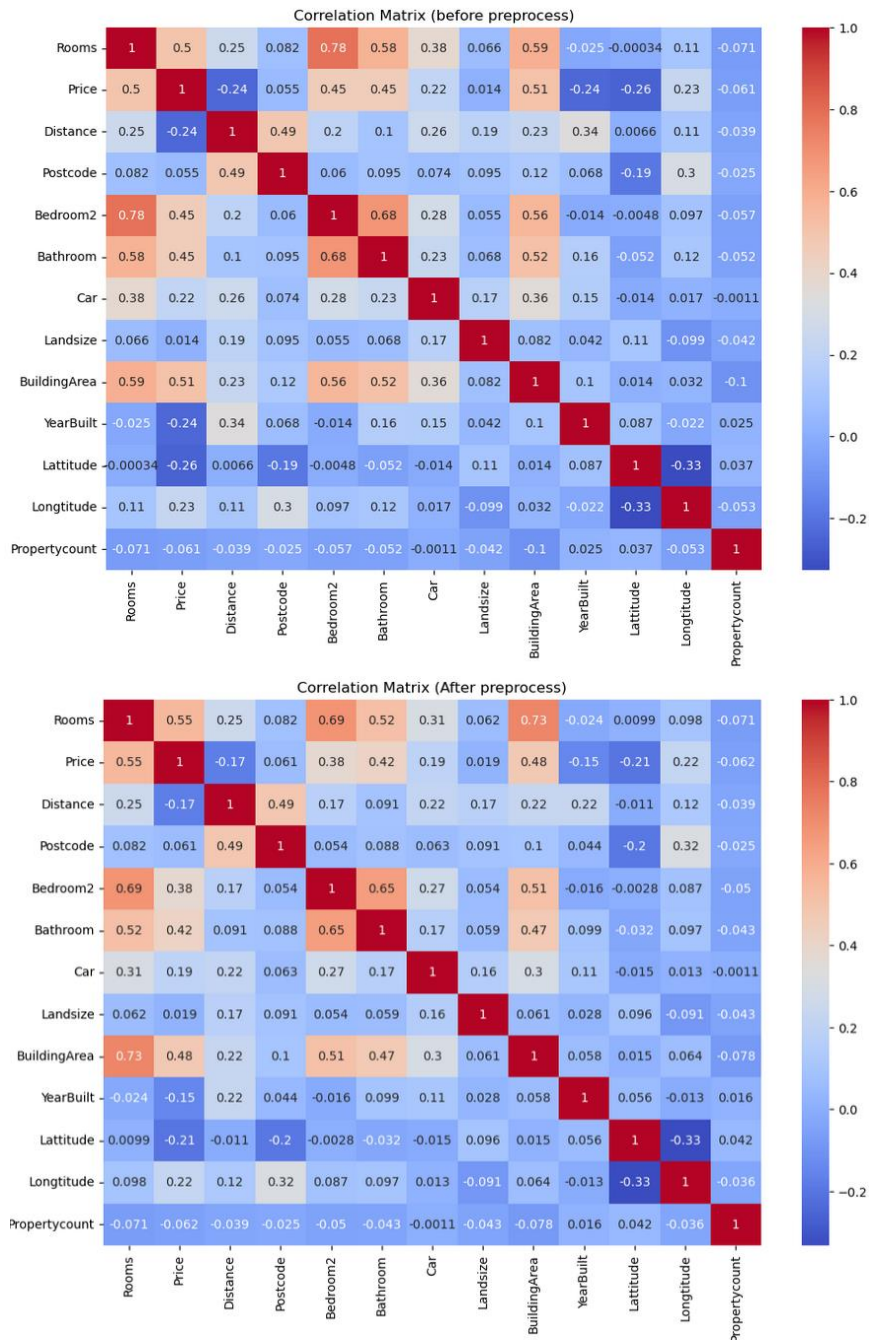 Correlation Matrix (before preprocess)
Rooms 1 0.5 0.25 0.082 0.78 0.58 0.38 0.066 0.59 -0.025 -0.00034 0.11 -0.071
Price 0.5 1 -0.24 0.055 0.45 0.45 0.22 0.014 0.51 -0.24 -0.26 0.23 -0.061
Distance 0.25 -0.24 1 0.49 0.2 0.1 0.26 0.19 0.23 0.34 0.0066 0.11 -0.039
Postcode 0.082 0.055 0.49 1 0.06 0.095 0.074 0.095 0.12 0.068 -0.19 0.3 -0.025
Bedroom2 0.78 0.45 0.2 0.06 1 0.68 0.28 0.055 0.56 -0.014 -0.0048 0.097 -0.057
Bathroom 0.58 0.45 0.1 0.095 0.68 1 0.23 0.068 0.52 0.16 -0.052 0.12 -0.052
Car 0.38 0.22 0.26 0.074 0.28 0.23 1 0.17 0.36 0.15 -0.014 0.017 -0.0011
Landsize 0.066 0.014 0.19 0.095 0.055 0.068 0.17 1 0.082 0.042 0.11 -0.099 -0.042
BuildingArea 0.59 0.51 0.23 0.12 0.56 0.52 0.36 0.082 1 0.1 0.014 0.032 -0.1
YearBuilt -0.025 -0.24 0.34 0.068 -0.014 0.16 0.15 0.042 0.1 1 0.087 -0.022 0.025
Lattitude -0.00034 -0.26 0.0066 -0.19 -0.0048 -0.052 -0.014 0.11 0.014 0.087 1 -0.33 0.037
Longtitude 0.11 0.23 0.11 0.3 0.097 0.12 0.017 -0.099 0.032 -0.022 -0.33 1 -0.053
Propertycount -0.071 -0.061 -0.039 -0.025 -0.057 -0.052 -0.0011 -0.042 -0.1 0.025 0.037 -0.053 1
Rooms Price Distance Postcode Bedroom2 Bathroom Car Landsize BuildingArea YearBuilt Lattitude Longtitude Propertycount
1.0
0.8
0.6
0.4
0.2
0.0
−0.2
Correlation Matrix (After preprocess)
Rooms 1 0.55 0.25 0.082 0.69 0.52 0.31 0.062 0.73 -0.024 0.0099 0.098 -0.071
Price 0.55 1 -0.17 0.061 0.38 0.42 0.19 0.019 0.48 -0.15 -0.21 0.22 -0.062
Distance 0.25 -0.17 1 0.49 0.17 0.091 0.22 0.17 0.22 0.22 -0.011 0.12 -0.039
Postcode 0.082 0.061 0.49 1 0.054 0.088 0.063 0.091 0.1 0.044 -0.2 0.32 -0.025
Bedroom2 0.69 0.38 0.17 0.054 1 0.65 0.27 0.054 0.51 -0.016 -0.0028 0.087 -0.05
Bathroom 0.52 0.42 0.091 0.088 0.65 1 0.17 0.059 0.47 0.099 -0.032 0.097 -0.043
Car 0.31 0.19 0.22 0.063 0.27 0.17 1 0.16 0.3 0.11 -0.015 0.013 -0.0011
Landsize 0.062 0.019 0.17 0.091 0.054 0.059 0.16 1 0.061 0.028 0.096 -0.091 -0.043
BuildingArea 0.73 0.48 0.22 0.1 0.51 0.47 0.3 0.061 1 0.058 0.015 0.064 -0.078
YearBuilt -0.024 -0.15 0.22 0.044 -0.016 0.099 0.11 0.028 0.058 1 0.056 -0.013 0.016
Lattitude 0.0099 -0.21 -0.011 -0.2 -0.0028 -0.032 -0.015 0.096 0.015 0.056 1 -0.33 0.042
Longtitude 0.098 0.22 0.12 0.32 0.087 0.097 0.013 -0.091 0.064 -0.013 -0.33 1 -0.036
Propertycount -0.071 -0.062 -0.039 -0.025 -0.05 -0.043 -0.0011 -0.043 -0.078 0.016 0.042 -0.036 1
Rooms Price Distance Postcode Bedroom2 Bathroom Car Landsize BuildingArea YearBuilt Lattitude Longtitude Propertycount
1.0
0.8
0.6
0.4
0.2
0.0
−0.2